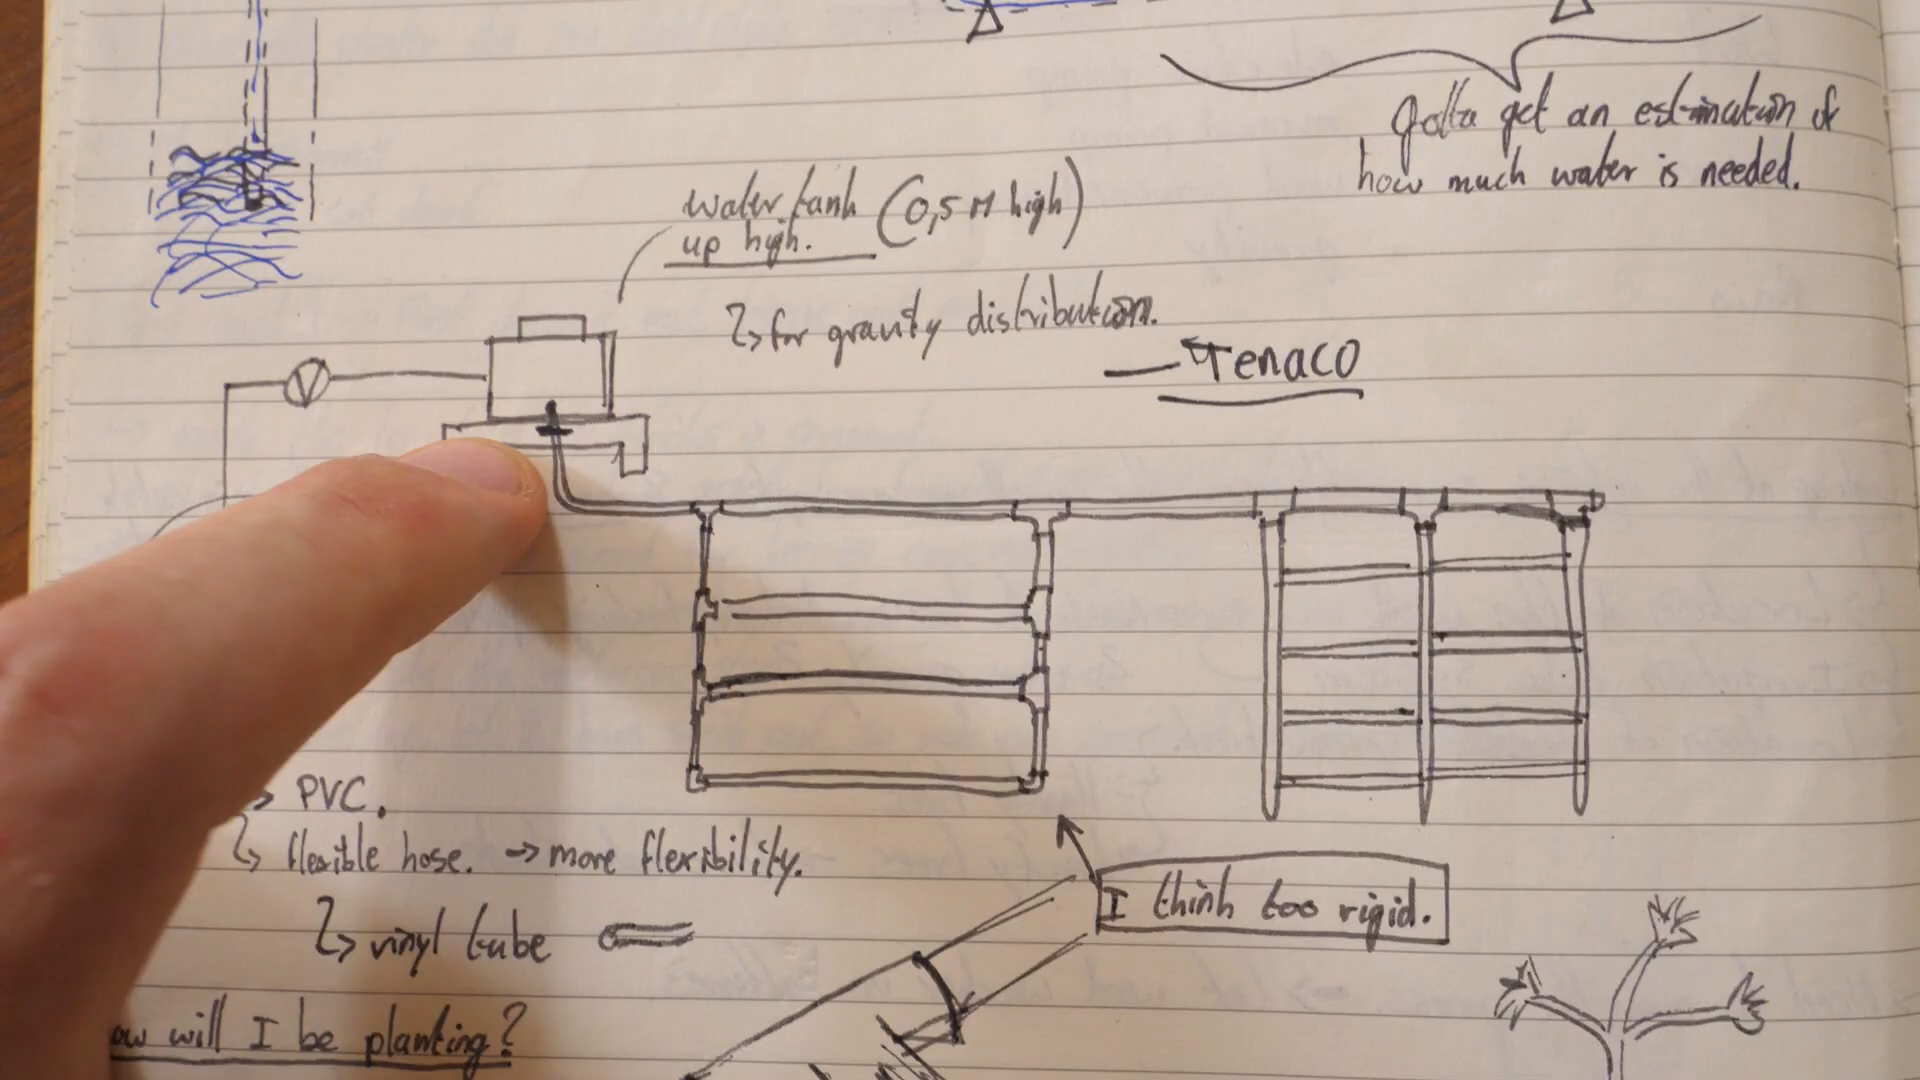 Gotta get an estimation of
how much water is needed.
water tank (0,5 M high)
up high.
for gravity distribution.
Tenaco
V
PVC.
flexible hose. → more flexibility.
vinyl tube
I think too rigid.
ow will I be planting?